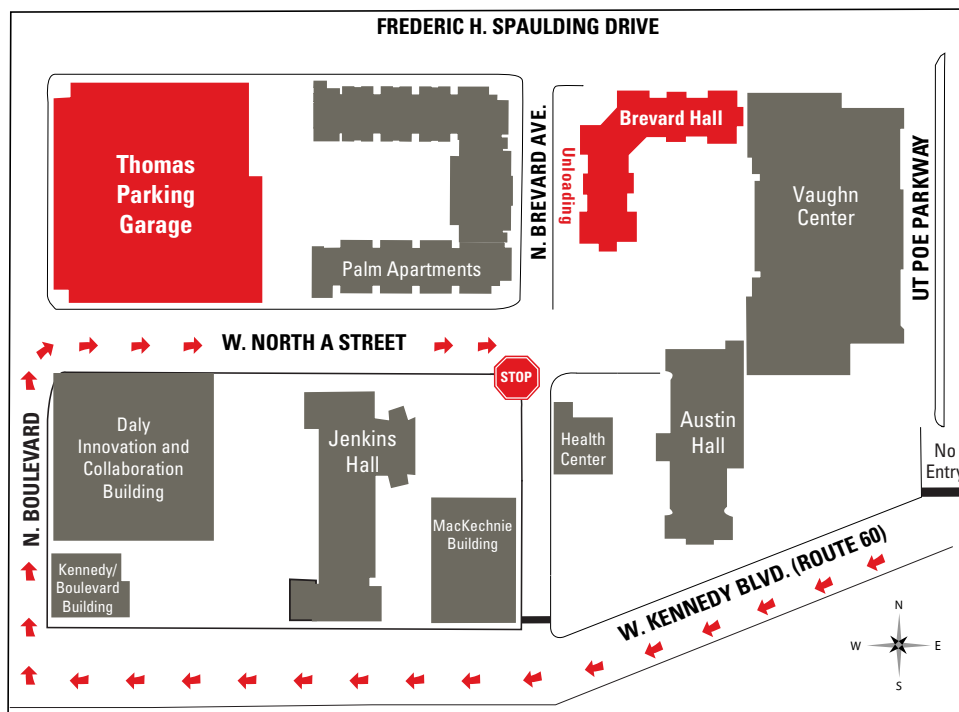 FREDERIC H. SPAULDING DRIVE
Thomas
Parking
Garage
Palm Apartments
N. BREVARD AVE.
Brevard Hall
Unloading
Vaughn
Center
UT POE PARKWAY
W. NORTH A STREET
STOP
N. BOULEVARD
Daly
Innovation and
Collaboration
Building
Jenkins
Hall
Health
Center
Austin
Hall
No
Entry
MacKechnie
Building
Kennedy/
Boulevard
Building
W. KENNEDY BLVD. (ROUTE 60)
N
W
E
S